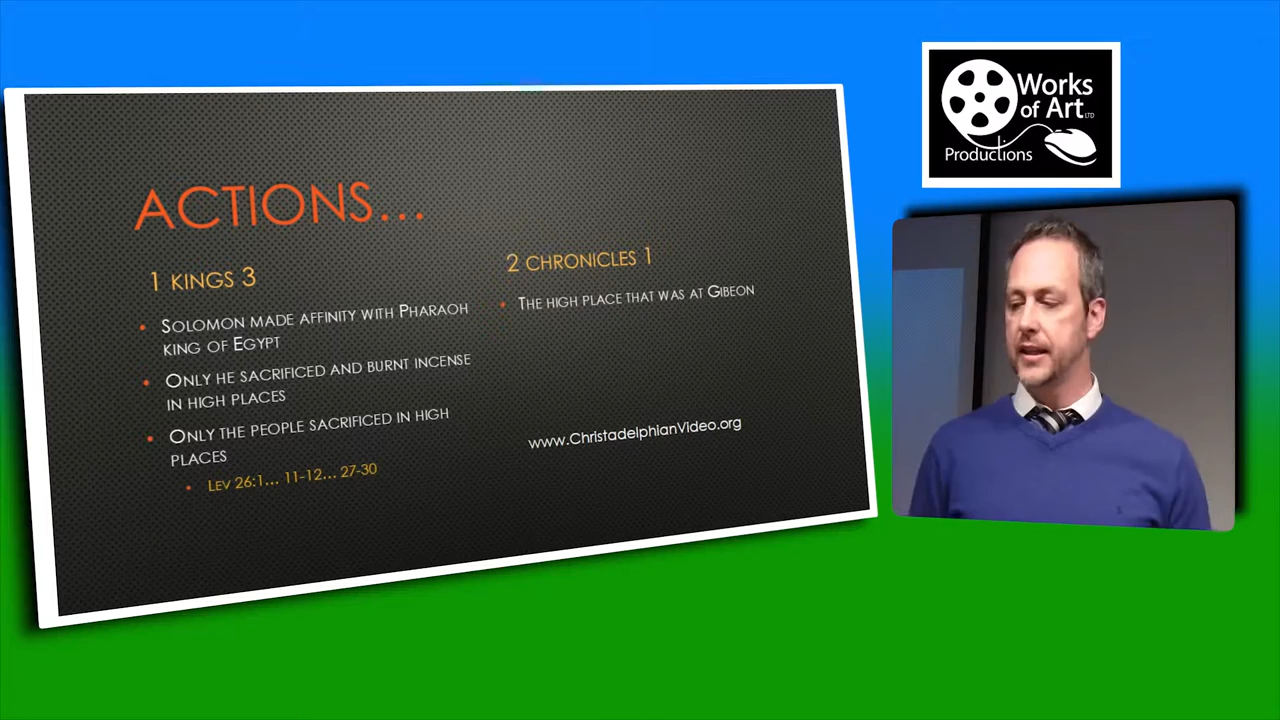 ACTIONS...
1 KINGS 3
SOLOMON MADE AFFINITY WITH PHARAOH
KING OF EGYPT
ONLY HE SACRIFICED AND BURNT INCENSE
IN HIGH PLACES
ONLY THE PEOPLE SACRIFICED IN HIGH
PLACES
LEV 26:1... 11-12... 27-30
2 CHRONICLES 1
THE HIGH PLACE THAT WAS AT GIBEON
www.ChristadelphianVideo.org
Works
of Art LTD
Productions